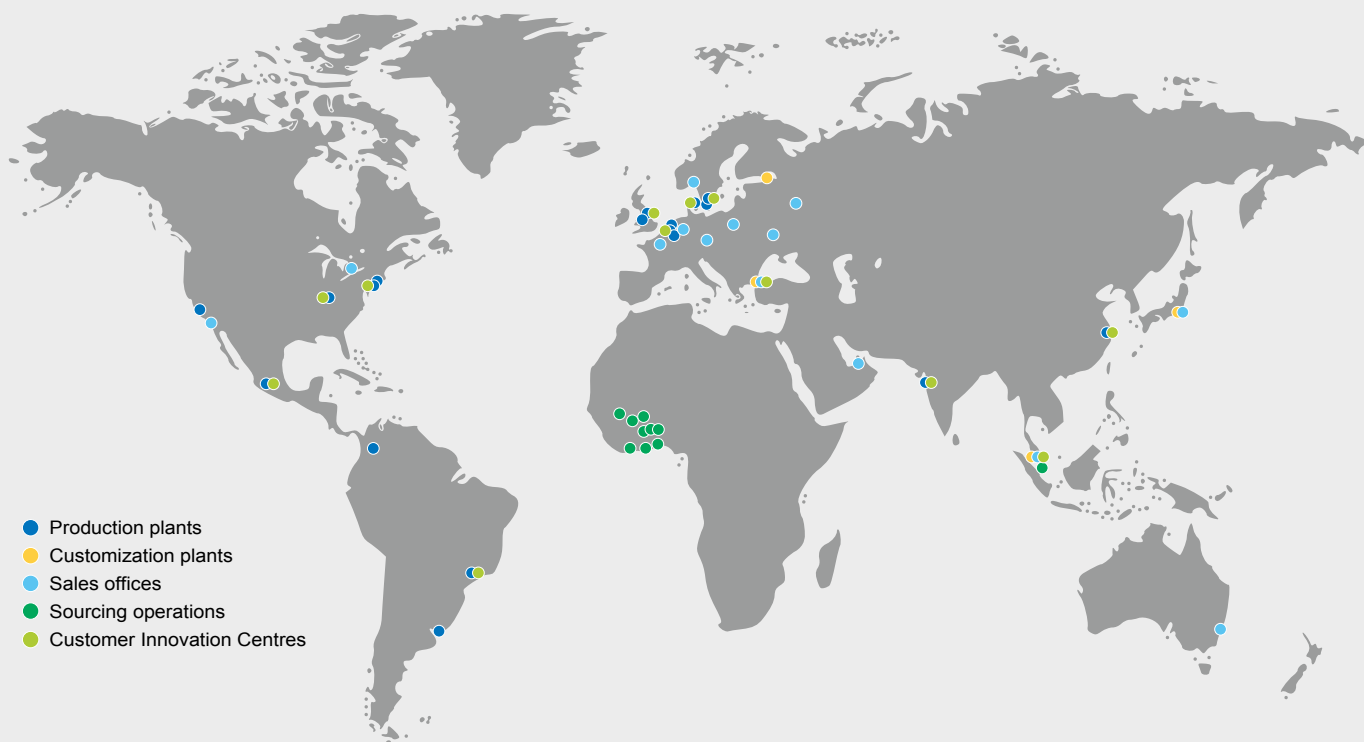 Production plants
Customization plants
Sales offices
Sourcing operations
Customer Innovation Centres